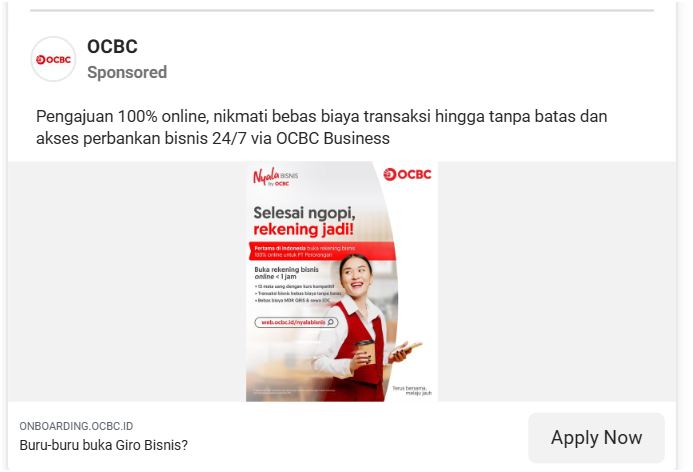 OCBC
OCBC
Sponsored
Pengajuan 100% online, nikmati bebas biaya transaksi hingga tanpa batas dan
akses perbankan bisnis 24/7 via OCBC Business
Nyala BISNIS
by OCBC
OCBC
Selesai ngopi,
rekening jadi!
Pertama di Indonesia buka rekening bisnis
100% online untuk PT Perorangan
Buka rekening bisnis
online < 1 jam
• 12 mata uang dengan kurs kompetitif
• Transaksi bisnis bebas biaya tanpa batas
• Bebas biaya MDR QRIS & sewa EDC
web.ocbc.id/nyalabisnis
Terus bersama,
melaju jauh
ONBOARDING.OCBC.ID
Buru-buru buka Giro Bisnis?
Apply Now